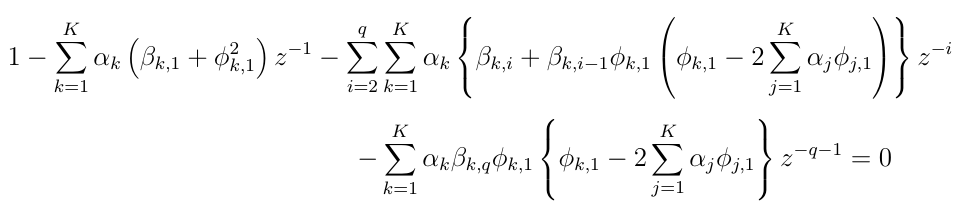 1 - \sum_{k=1}^{K} \alpha_k \left( \beta_{k,1} + \phi_{k,1}^2 \right) z^{-1} - \sum_{i=2}^{q} \sum_{k=1}^{K} \alpha_k \left\{ \beta_{k,i} + \beta_{k,i-1} \phi_{k,1} \left( \phi_{k,1} - 2 \sum_{j=1}^{K} \alpha_j \phi_{j,1} \right) \right\} z^{-i}
- \sum_{k=1}^{K} \alpha_k \beta_{k,q} \phi_{k,1} \left\{ \phi_{k,1} - 2 \sum_{j=1}^{K} \alpha_j \phi_{j,1} \right\} z^{-q-1} = 0